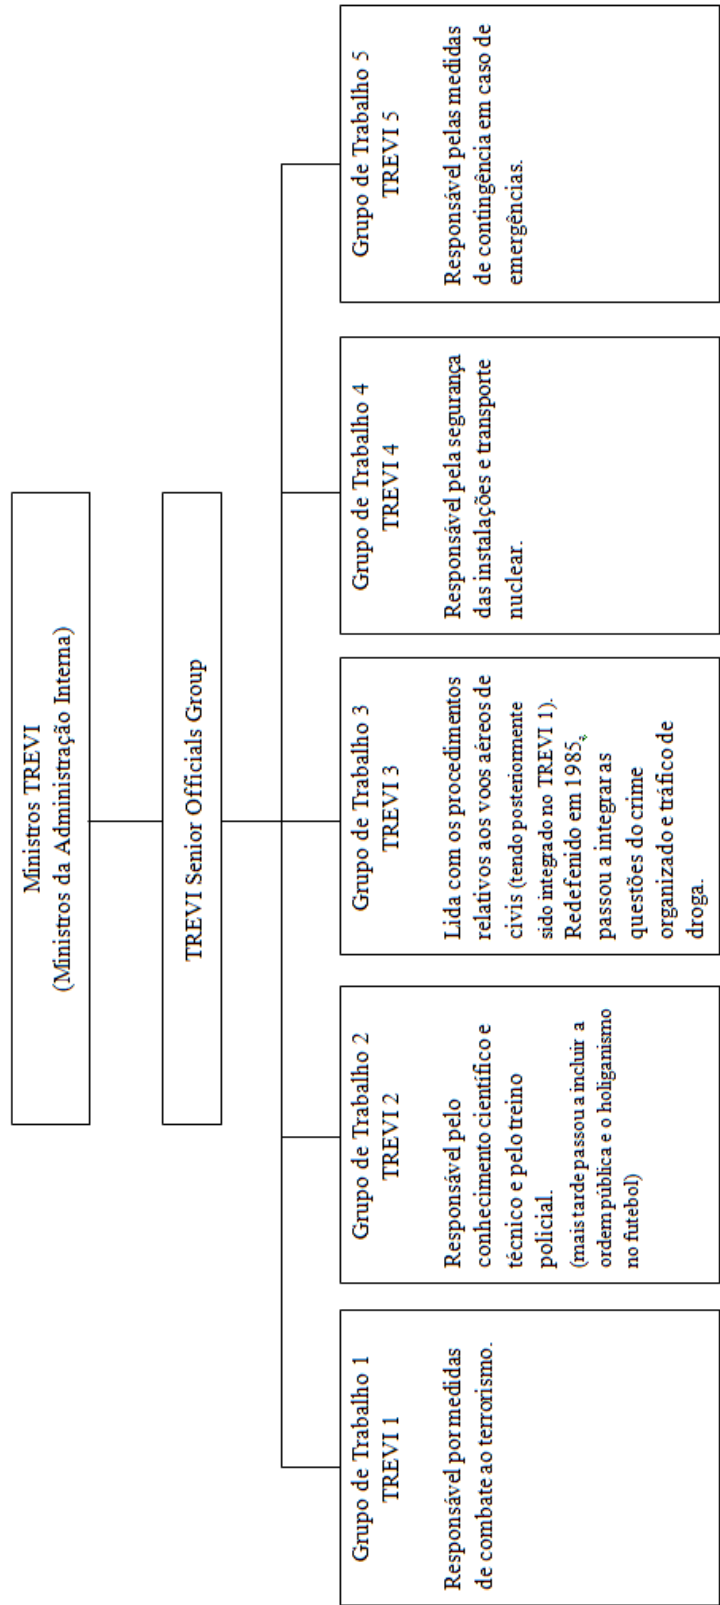 Ministros TREVI
(Ministros da Administração Interna)
TREVI Senior Officials Group
Grupo de Trabalho 1
TREVI 1
Responsável por medidas
de combate ao terrorismo.
Grupo de Trabalho 2
TREVI 2
Responsável pelo
conhecimento científico e
técnico e pelo treino
policial.
(mais tarde passou a incluir a
ordem pública e o holiganismo
no futebol)
Grupo de Trabalho 3
TREVI 3
Lida com os procedimentos
relativos aos voos aéreos de
civis (tendo posteriormente
sido integrado no TREVI 1).
Redefenido em 1985,
passou a integrar as
questões do crime
organizado e tráfico de
droga.
Grupo de Trabalho 4
TREVI 4
Responsável pela segurança
das instalações e transporte
nuclear.
Grupo de Trabalho 5
TREVI 5
Responsável pelas medidas
de contingência em caso de
emergências.